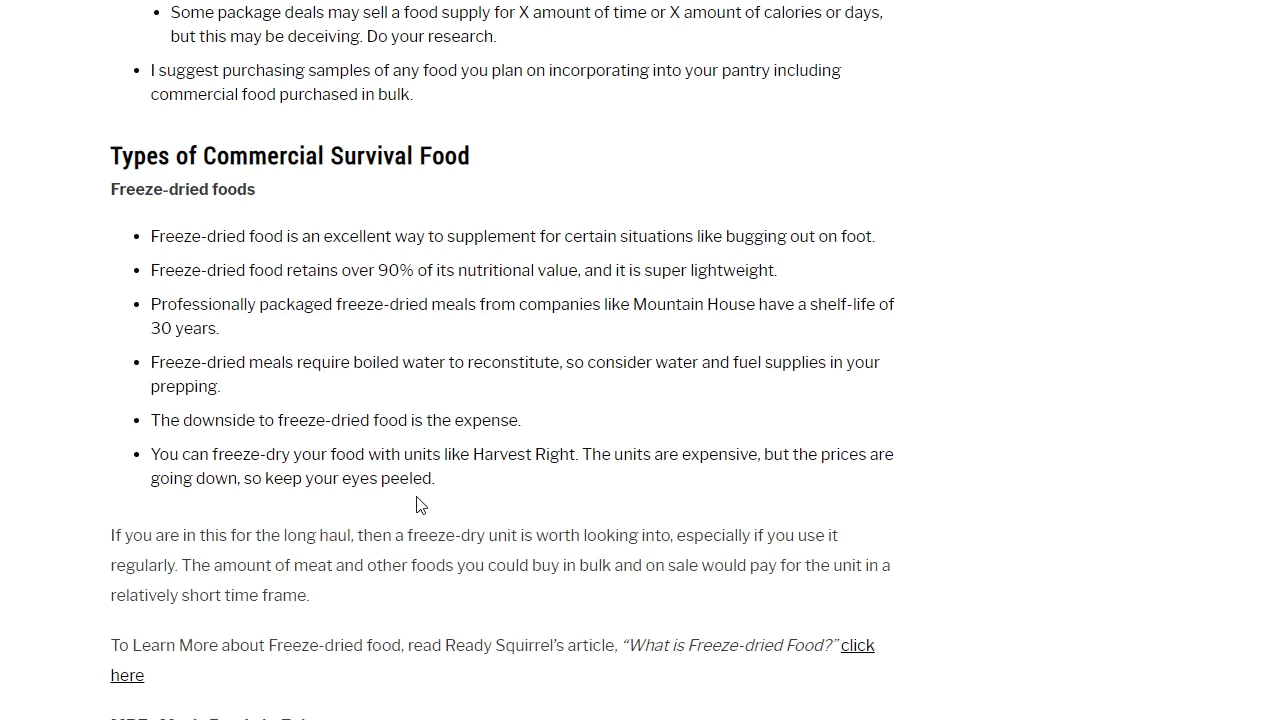 Some package deals may sell a food supply for X amount of time or X amount of calories or days,
but this may be deceiving. Do your research.
I suggest purchasing samples of any food you plan on incorporating into your pantry including
commercial food purchased in bulk.
Types of Commercial Survival Food
Freeze-dried foods
Freeze-dried food is an excellent way to supplement for certain situations like bugging out on foot.
Freeze-dried food retains over 90% of its nutritional value, and it is super lightweight.
Professionally packaged freeze-dried meals from companies like Mountain House have a shelf-life of
30 years.
Freeze-dried meals require boiled water to reconstitute, so consider water and fuel supplies in your
prepping.
The downside to freeze-dried food is the expense.
You can freeze-dry your food with units like Harvest Right. The units are expensive, but the prices are
going down, so keep your eyes peeled.
If you are in this for the long haul, then a freeze-dry unit is worth looking into, especially if you use it
regularly. The amount of meat and other foods you could buy in bulk and on sale would pay for the unit in a
relatively short time frame.
To Learn More about Freeze-dried food, read Ready Squirrel’s article, “What is Freeze-dried Food?” click
here